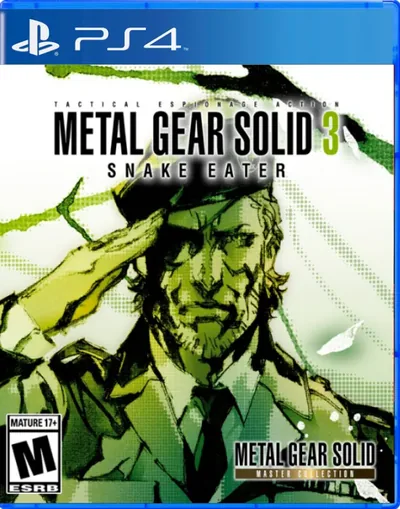 PS4
TACTICAL ESPIONAGE ACTION
METAL GEAR SOLID 3
SNAKE EATER
MATURE 17+
M
ESRB
METAL GEAR SOLID
MASTER COLLECTION